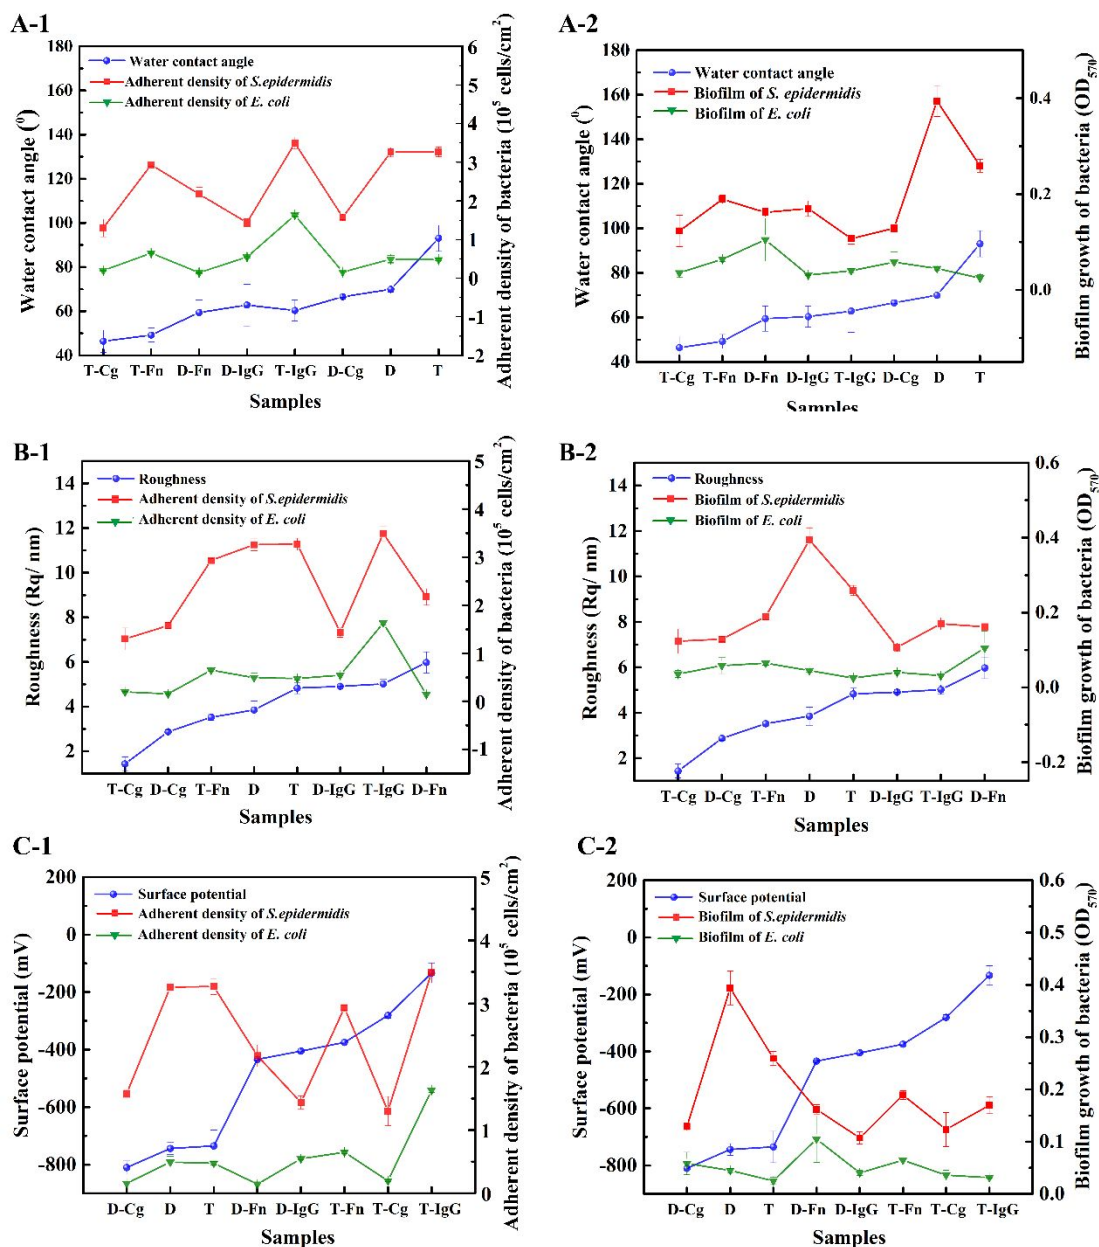 A-1
180
160
140
120
100
80
60
40
Water contact angle (⁰)
Water contact angle
Adherent density of S.epidermidis
Adherent density of E. coli
6
5
4
3
2
1
0
-1
-2
Adherent density of bacteria (10⁵ cells/cm²)
T-Cg T-Fn D-Fn D-IgG T-IgG D-Cg D T
Samples
A-2
180
160
140
120
100
80
60
40
Water contact angle (⁰)
Water contact angle
Biofilm of S. epidermidis
Biofilm of E. coli
0.4
0.2
0.0
Biofilm growth of bacteria (OD₅₇₀)
T-Cg T-Fn D-Fn D-IgG T-IgG D-Cg D T
Samples
B-1
14
12
10
8
6
4
2
Roughness (Rq/ nm)
Roughness
Adherent density of S.epidermidis
Adherent density of E. coli
5
4
3
2
1
0
-1
Adherent density of bacteria (10⁵ cells/cm²)
T-Cg D-Cg T-Fn D T D-IgG T-IgG D-Fn
Samples
B-2
14
12
10
8
6
4
2
Roughness (Rq/ nm)
Roughness
Biofilm of S.epidermidis
Biofilm of E. coli
0.6
0.4
0.2
0.0
-0.2
Biofilm growth of bacteria (OD₅₇₀)
T-Cg D-Cg T-Fn D T D-IgG T-IgG D-Fn
Samples
C-1
200
0
-200
-400
-600
-800
Surface potential (mV)
Surface potential
Adherent density of S.epidermidis
Adherent density of E. coli
5
4
3
2
1
0
Adherent density of bacteria (10⁵ cells/cm²)
D-Cg D T D-Fn D-IgG T-Fn T-Cg T-IgG
Samples
C-2
200
0
-200
-400
-600
-800
Surface potential (mV)
Surface potential
Biofilm of S.epidermidis
Biofilm of E. coli
0.6
0.5
0.4
0.3
0.2
0.1
0.0
Biofilm growth of bacteria (OD₅₇₀)
D-Cg D T D-Fn D-IgG T-Fn T-Cg T-IgG
Samples